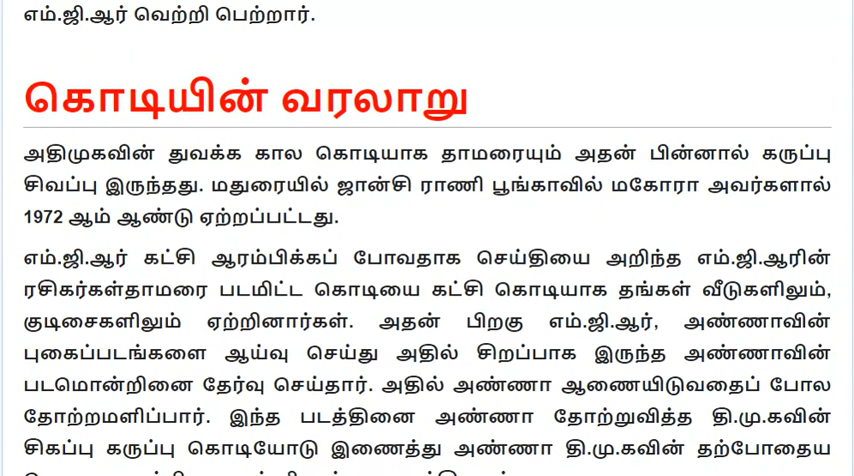 எம்.ஜி.ஆர் வெற்றி பெற்றார்.
கொடியின் வரலாறு
அதிமுகவின் துவக்க கால கொடியாக தாமரையும் அதன் பின்னால் கருப்பு
சிவப்பு இருந்தது. மதுரையில் ஜான்சி ராணி பூங்காவில் மகோரா அவர்களால்
1972 ஆம் ஆண்டு ஏற்றப்பட்டது.
எம்.ஜி.ஆர் கட்சி ஆரம்பிக்கப் போவதாக செய்தியை அறிந்த எம்.ஜி.ஆரின்
ரசிகர்கள்தாமரை படமிட்ட கொடியை கட்சி கொடியாக தங்கள் வீடுகளிலும்,
குடிசைகளிலும் ஏற்றினார்கள். அதன் பிறகு எம்.ஜி.ஆர், அண்ணாவின்
புகைப்படங்களை ஆய்வு செய்து அதில் சிறப்பாக இருந்த அண்ணாவின்
படமொன்றினை தேர்வு செய்தார். அதில் அண்ணா ஆணையிடுவதைப் போல
தோற்றமளிப்பார். இந்த படத்தினை அண்ணா தோற்றுவித்த தி.மு.கவின்
சிகப்பு கருப்பு கொடியோடு இணைத்து அண்ணா தி.மு.கவின் தற்போதைய